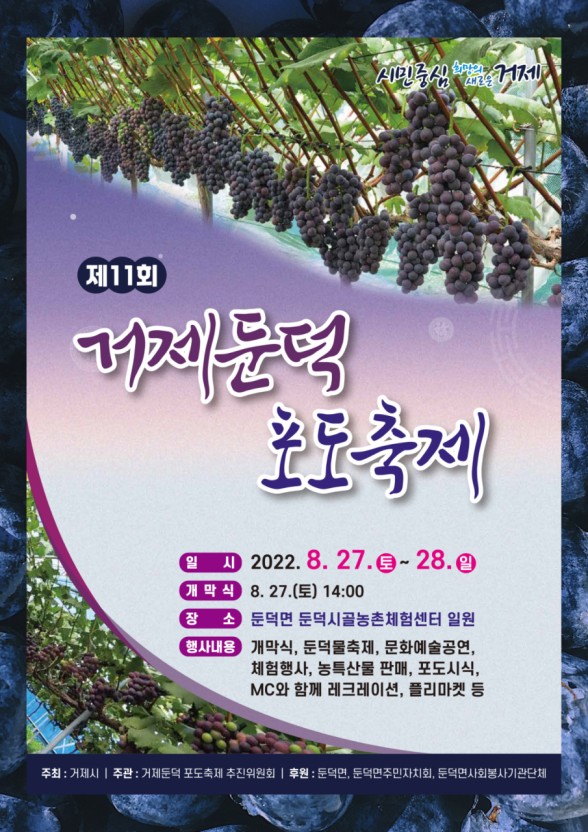 시민중심 희망의 새로운 거제
제11회
거제둔덕
포도축제
일 시 2022. 8. 27.토 ~ 28.일
개 막 식 8. 27.(토) 14:00
장 소 둔덕면 둔덕시골농촌체험센터 일원
행사내용 개막식, 둔덕물축제, 문화예술공연,
체험행사, 농특산물 판매, 포도시식,
MC와 함께 레크레이션, 플리마켓 등
주최 : 거제시 | 주관 : 거제둔덕 포도축제 추진위원회 | 후원 : 둔덕면, 둔덕면주민자치회, 둔덕면사회봉사기관단체